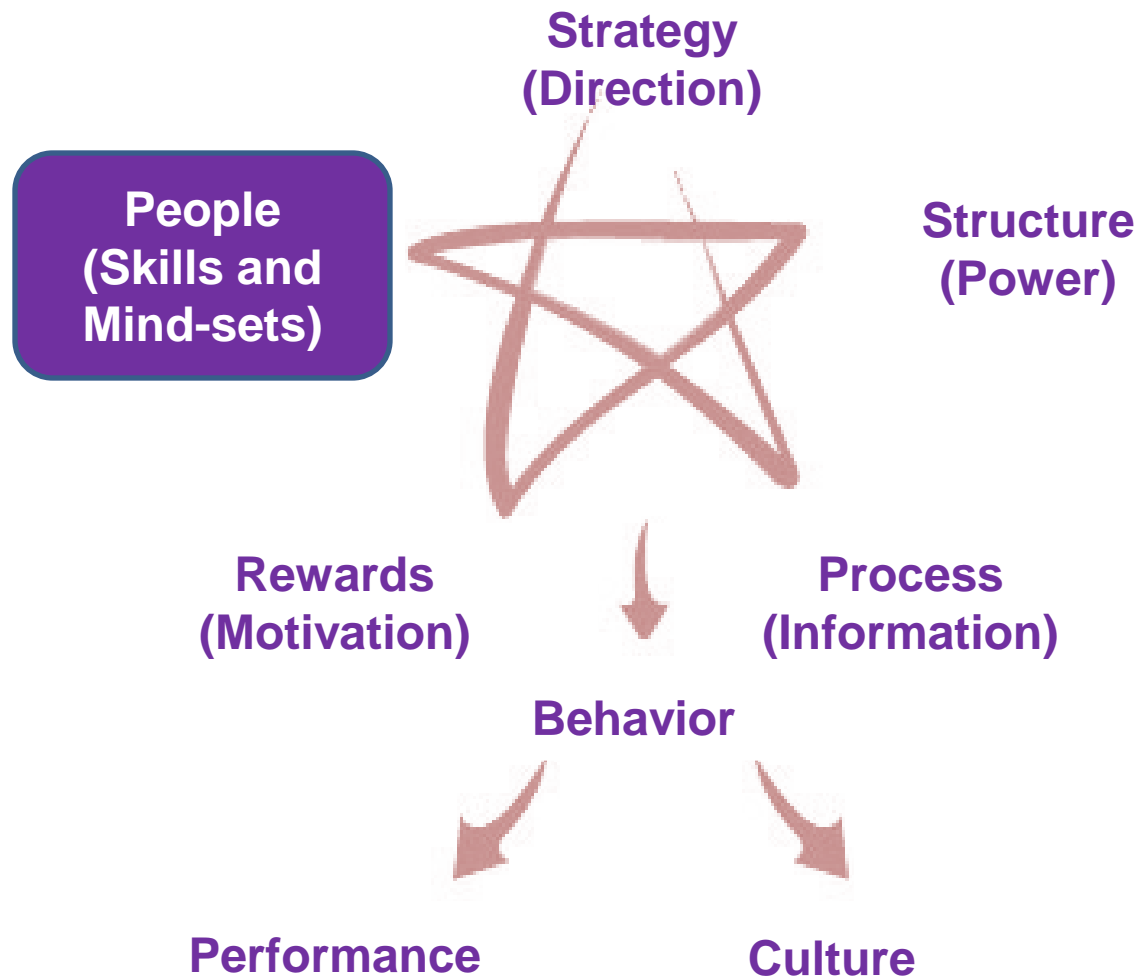 Strategy
(Direction)
People
(Skills and
Mind-sets)
Structure
(Power)
Rewards
(Motivation)
Process
(Information)
Behavior
Performance
Culture